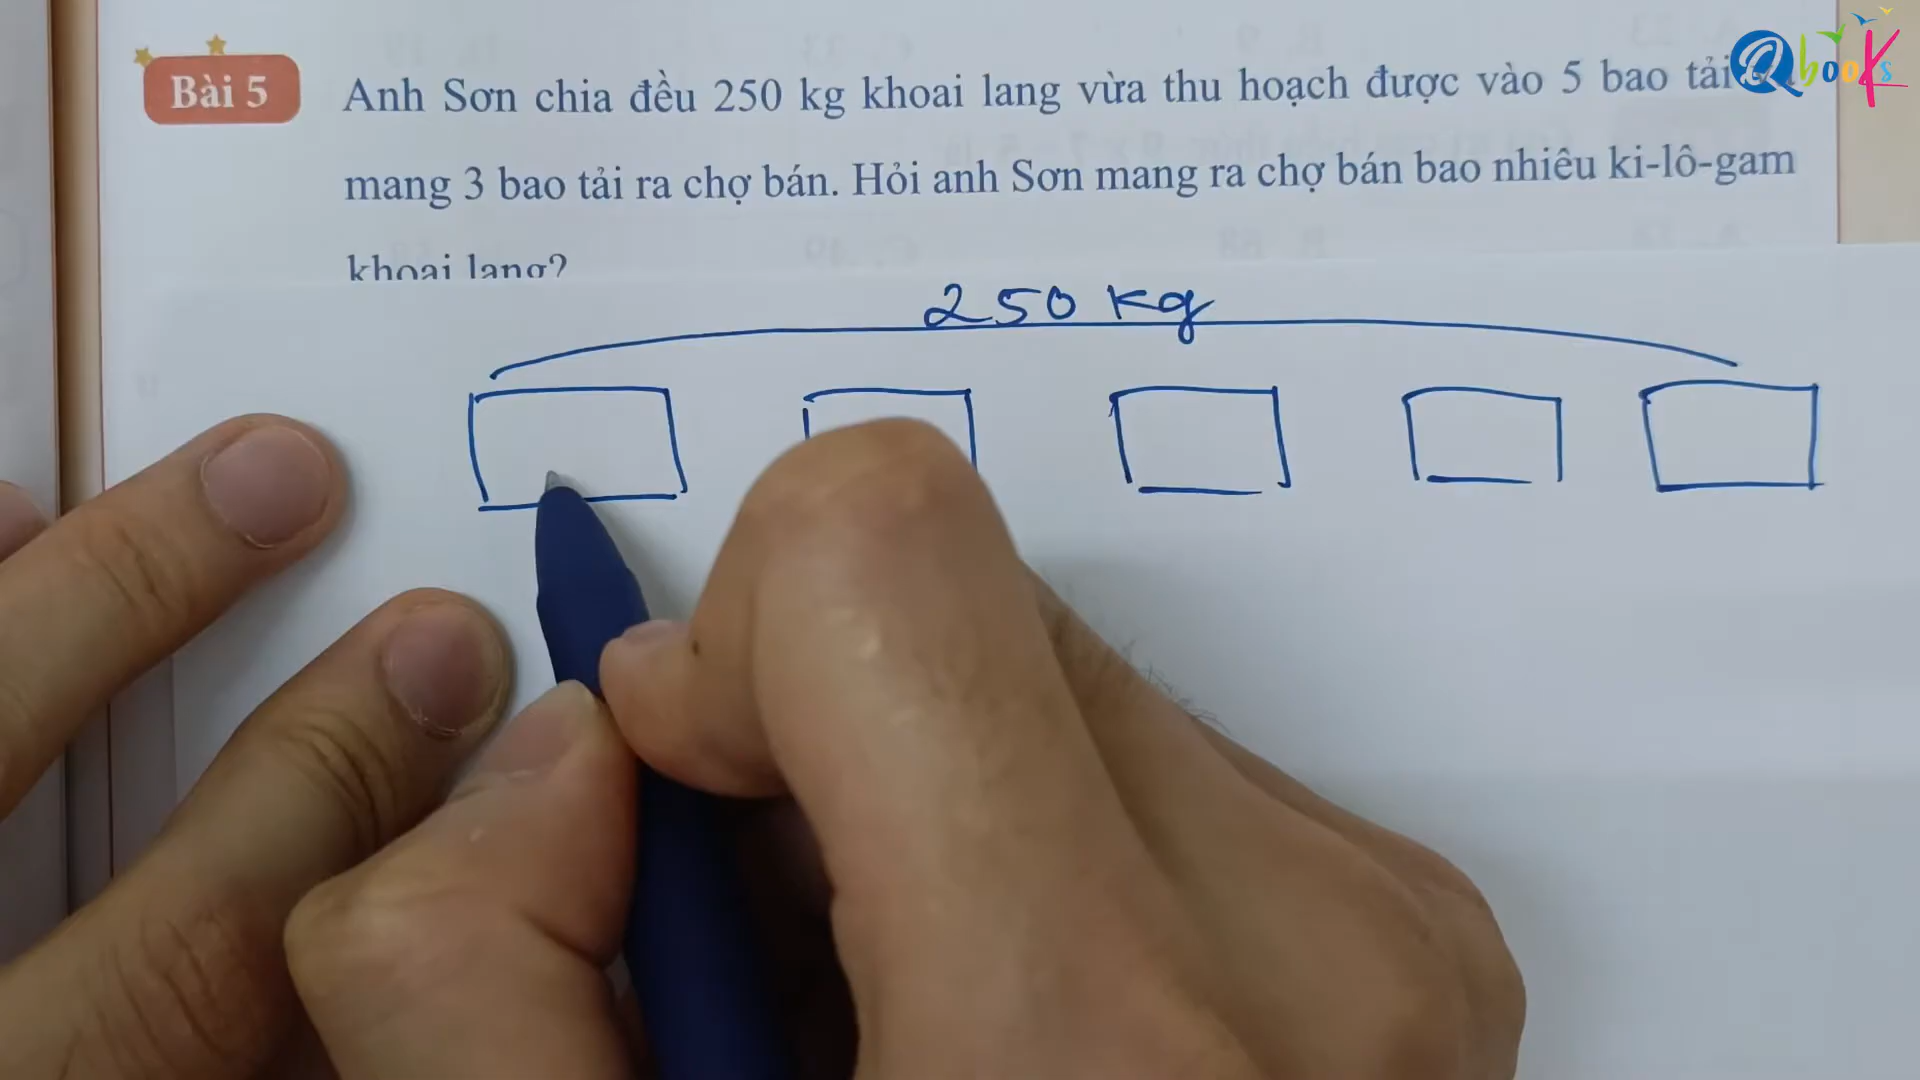 Bài 5
Anh Sơn chia đều 250 kg khoai lang vừa thu hoạch được vào 5 bao tải
mang 3 bao tải ra chợ bán. Hỏi anh Sơn mang ra chợ bán bao nhiêu ki-lô-gam
khoai lang?
250 kg
Qbooks